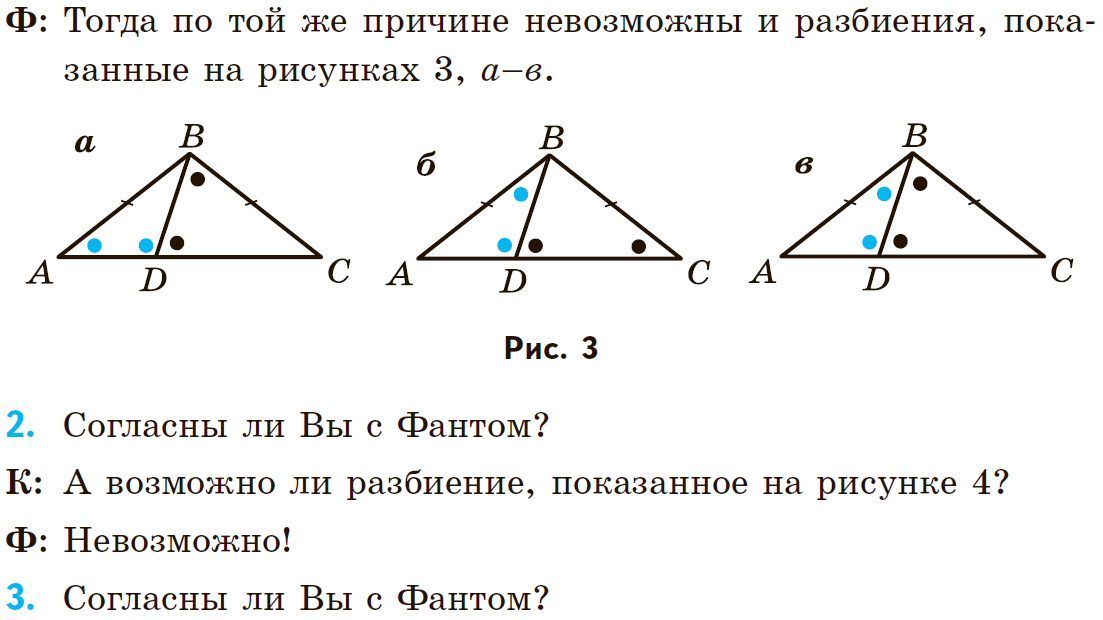 Ф: Тогда по той же причине невозможны и разбиения, пока-
занные на рисунках 3, а–в.
а B A D C
б B A D C
в B A D C
Рис. 3
2. Согласны ли Вы с Фантом?
К: А возможно ли разбиение, показанное на рисунке 4?
Ф: Невозможно!
3. Согласны ли Вы с Фантом?